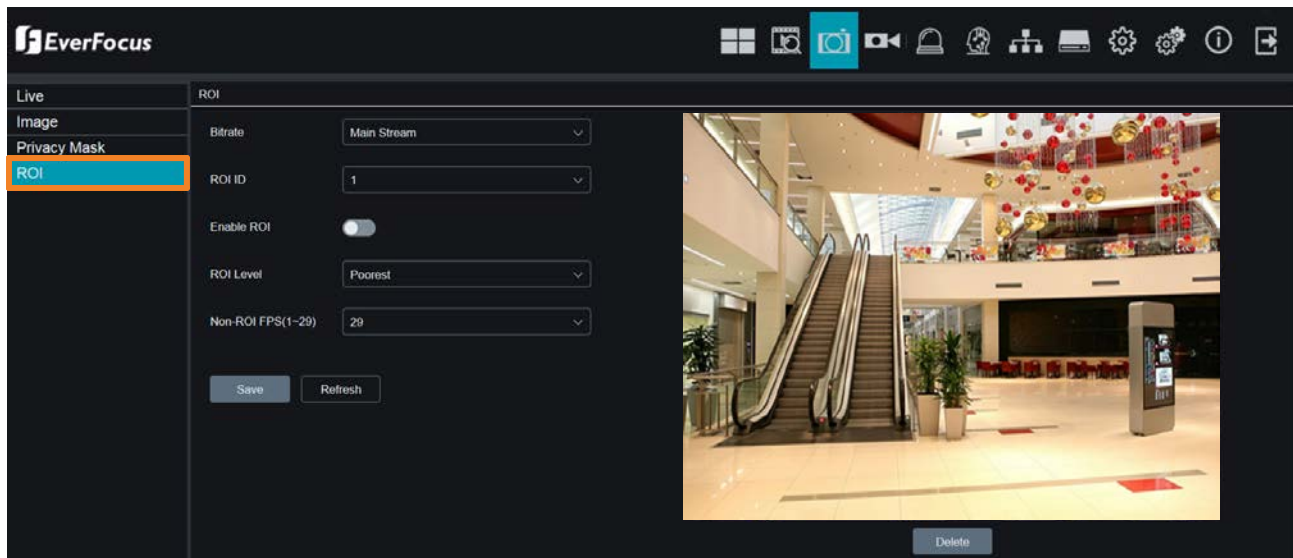 EverFocus
Live
Image
Privacy Mask
ROI
ROI
Bitrate Main Stream
ROI ID 1
Enable ROI
ROI Level Poorest
Non-ROI FPS(1~29) 29
Save Refresh
Delete